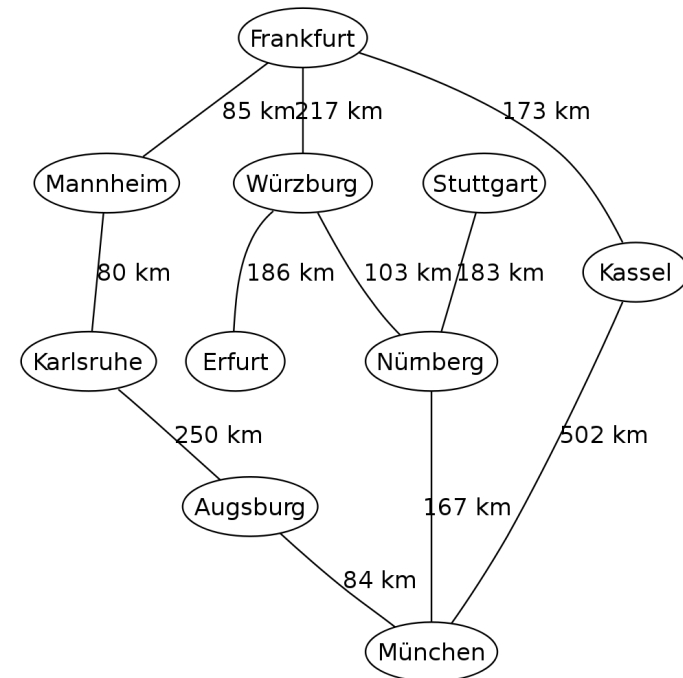 Frankfurt
85 km
217 km
173 km
Mannheim
Würzburg
Stuttgart
80 km
186 km
103 km
183 km
Kassel
Karlsruhe
Erfurt
Nürnberg
250 km
502 km
Augsburg
167 km
84 km
München